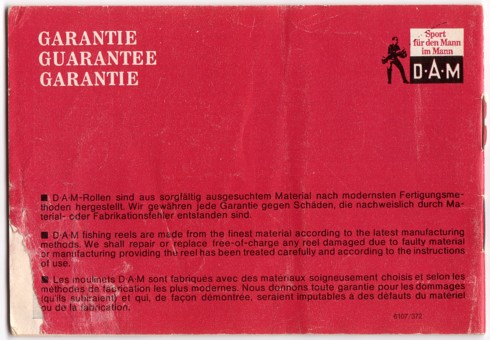 GARANTIE
GUARANTEE
GARANTIE
Sport
für den Mann
im Mann
D·A·M
■ D·A·M-Rollen sind aus sorgfältig ausgesuchtem Material nach modernsten Fertigungsme-
thoden hergestellt. Wir gewähren jede Garantie gegen Schäden, die nachweislich durch Ma-
terial- oder Fabrikationsfehler entstanden sind.
■ D·A·M fishing reels are made from the finest material according to the latest manufacturing
methods. We shall repair or replace free-of-charge any reel damaged due to faulty material
or manufacturing providing the reel has been treated carefully and according to the instructions
of use.
■ Les moulinets D·A·M sont fabriqués avec des matériaux soigneusement choisis et selon les
méthodes de fabrication les plus modernes. Nous donnons toute garantie pour les dommages
(qu'ils subiraient) et qui, de façon démontrée, seraient imputables à des défauts du matériel
ou de la fabrication.
6107/372